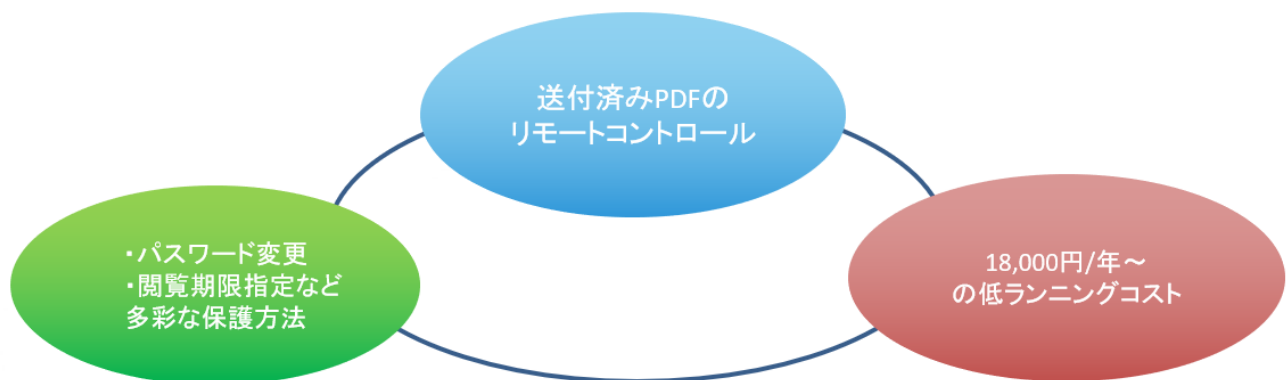 送付済みPDFの
リモートコントロール
・パスワード変更
・閲覧期限指定など
多彩な保護方法
18,000円/年～
の低ランニングコスト